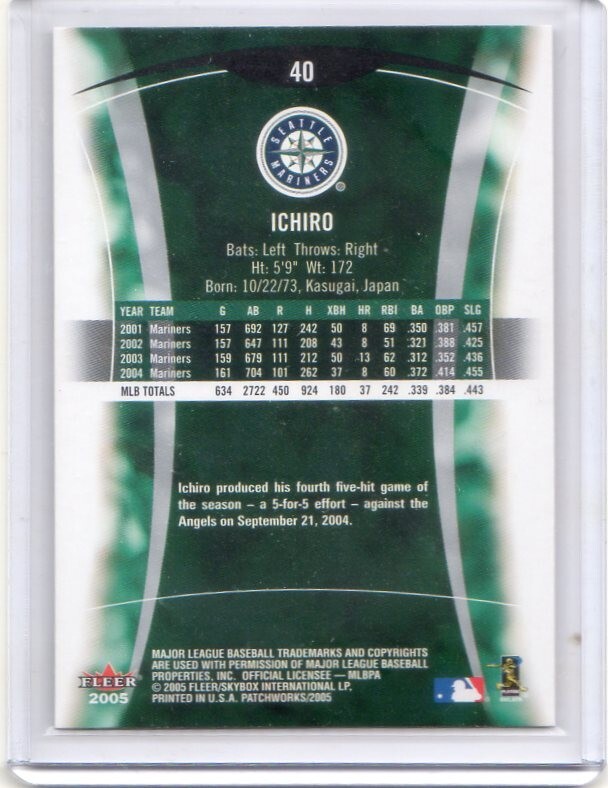 40
SEATTLE
MARINERS
ICHIRO
Bats: Left Throws: Right
Ht: 5'9" Wt: 172
Born: 10/22/73, Kasugai, Japan
YEAR TEAM G AB R H XBH HR RBI BA OBP SLG
2001 Mariners 157 692 127 242 50 8 69 .350 .381 .457
2002 Mariners 157 647 111 208 43 8 51 .321 .388 .425
2003 Mariners 159 679 111 212 50 13 62 .312 .352 .436
2004 Mariners 161 704 101 262 37 8 60 .372 .414 .455
MLB TOTALS 634 2722 450 924 180 37 242 .339 .384 .443
Ichiro produced his fourth five-hit game of
the season – a 5-for-5 effort – against the
Angels on September 21, 2004.
MAJOR LEAGUE BASEBALL TRADEMARKS AND COPYRIGHTS
ARE USED WITH PERMISSION OF MAJOR LEAGUE BASEBALL
PROPERTIES, INC. OFFICIAL LICENSEE — MLBPA
© 2005 FLEER/SKYBOX INTERNATIONAL LP.
PRINTED IN U.S.A. PATCHWORKS/2005
FLEER
2005